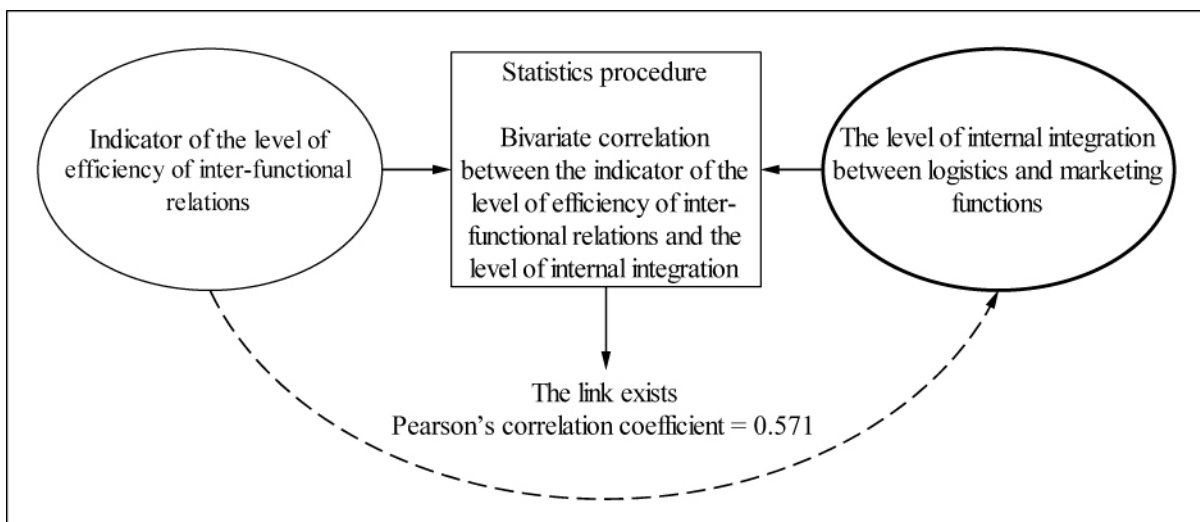 Indicator of the level of
efficiency of inter-functional
relations
Statistics procedure
Bivariate correlation
between the indicator of the
level of efficiency of inter-
functional relations and the
level of internal integration
The level of internal integration
between logistics and marketing
functions
The link exists
Pearson’s correlation coefficient = 0.571